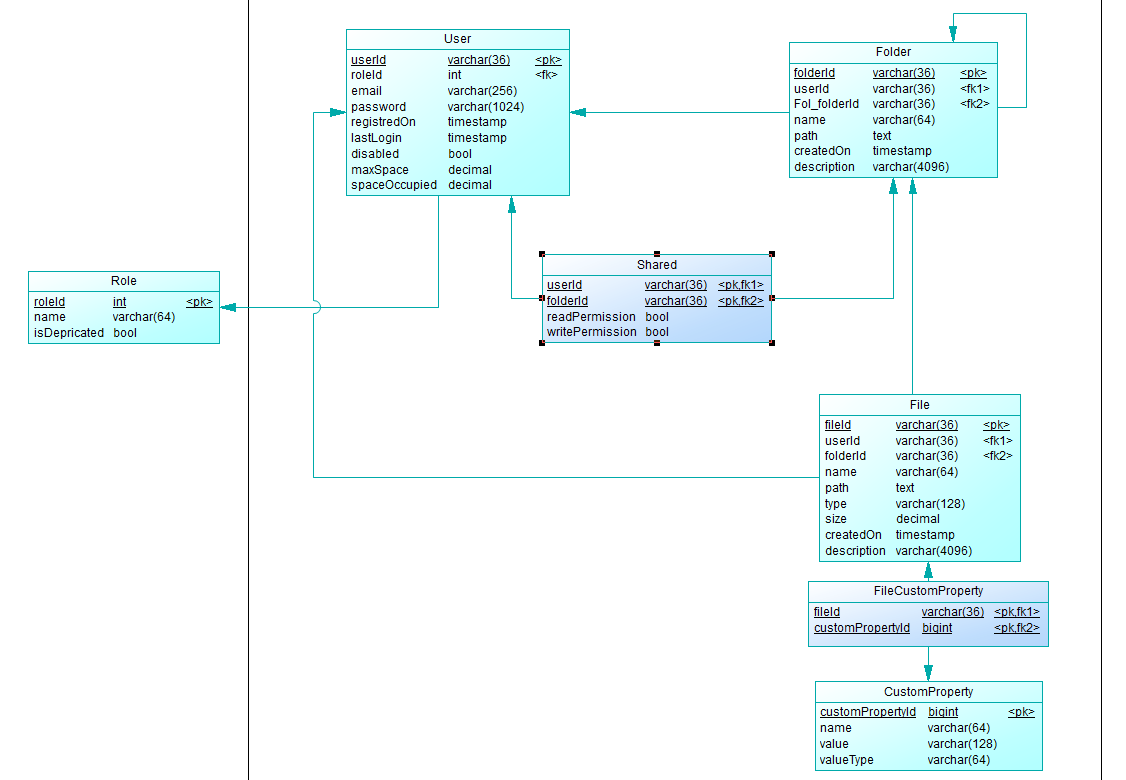 User
userId varchar(36) <pk>
roleId int <fk>
email varchar(256)
password varchar(1024)
registredOn timestamp
lastLogin timestamp
disabled bool
maxSpace decimal
spaceOccupied decimal
Folder
folderId varchar(36) <pk>
userId varchar(36) <fk1>
Fol_folderId varchar(36) <fk2>
name varchar(64)
path text
createdOn timestamp
description varchar(4096)
Role
roleId int <pk>
name varchar(64)
isDepricated bool
Shared
userId varchar(36) <pk,fk1>
folderId varchar(36) <pk,fk2>
readPermission bool
writePermission bool
File
fileId varchar(36) <pk>
userId varchar(36) <fk1>
folderId varchar(36) <fk2>
name varchar(64)
path text
type varchar(128)
size decimal
createdOn timestamp
description varchar(4096)
FileCustomProperty
fileId varchar(36) <pk,fk1>
customPropertyId bigint <pk,fk2>
CustomProperty
customPropertyId bigint <pk>
name varchar(64)
value varchar(128)
valueType varchar(64)